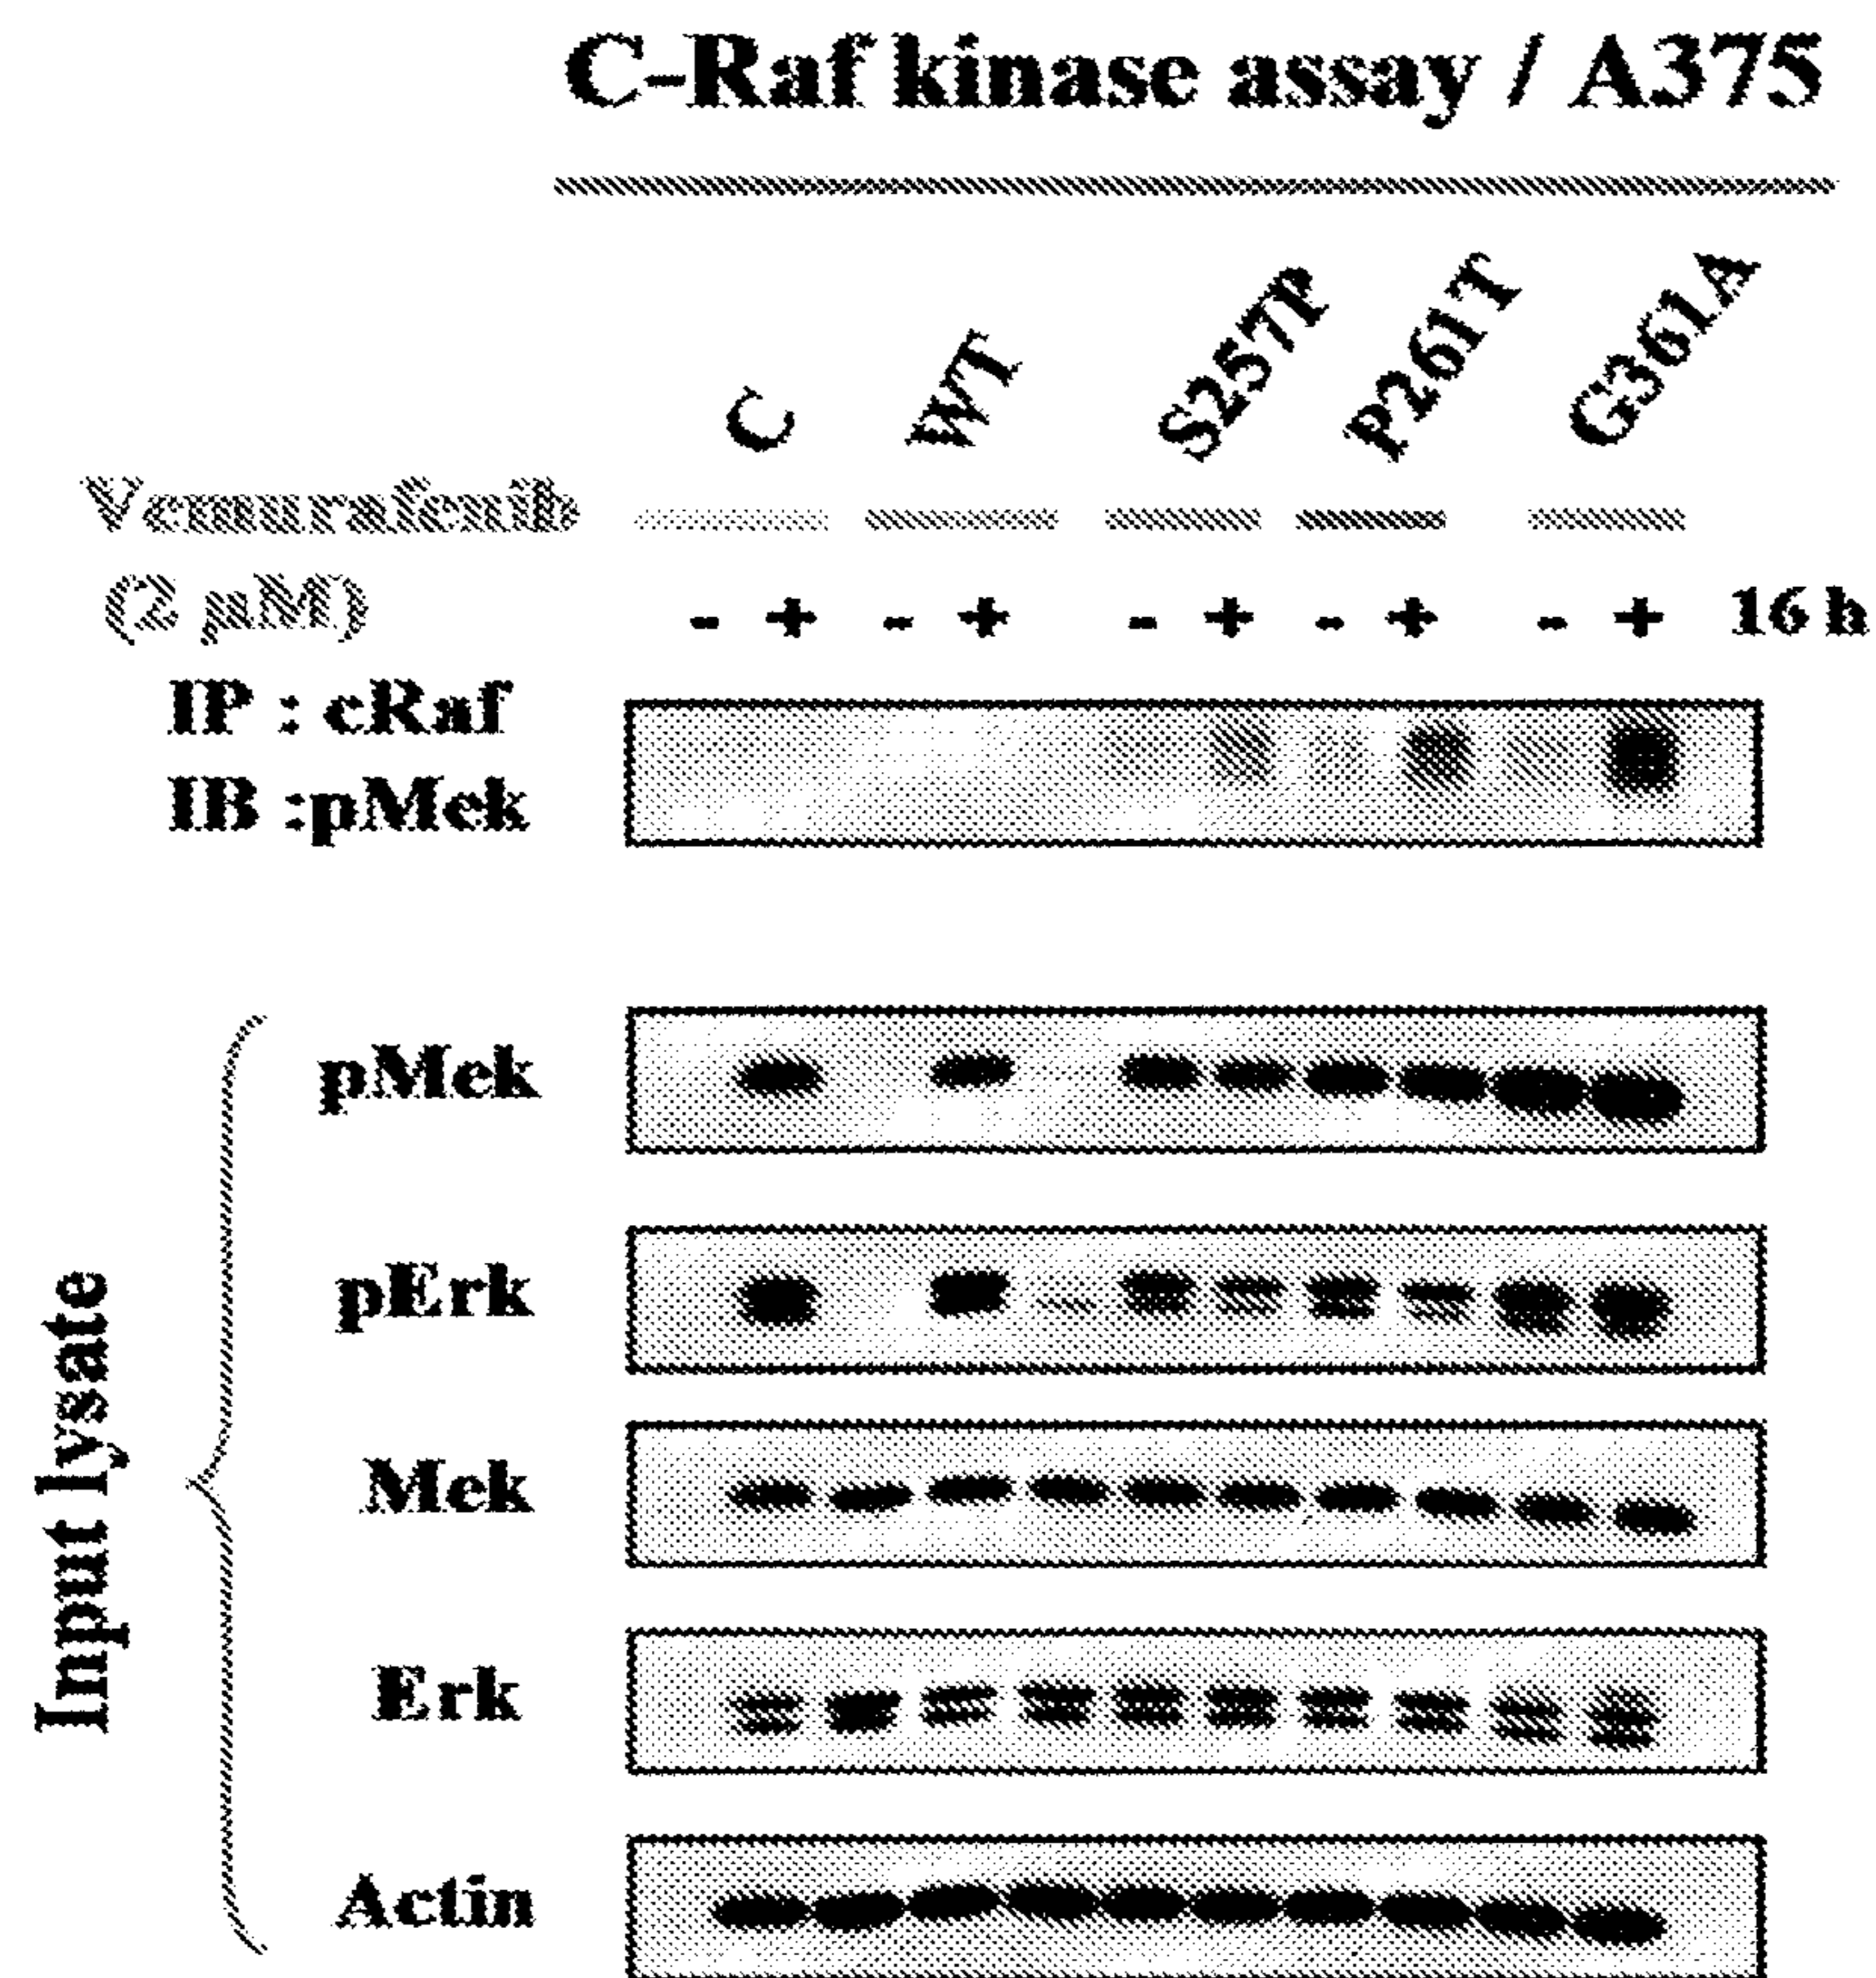 C-Raf kinase assay / A375
C WT S257P P261T G361A
Vemurafenib
(2 µM) - + - + - + - + - + 16 h
IP : cRaf
IB :pMek
Input lysate
pMek
pErk
Mek
Erk
Actin